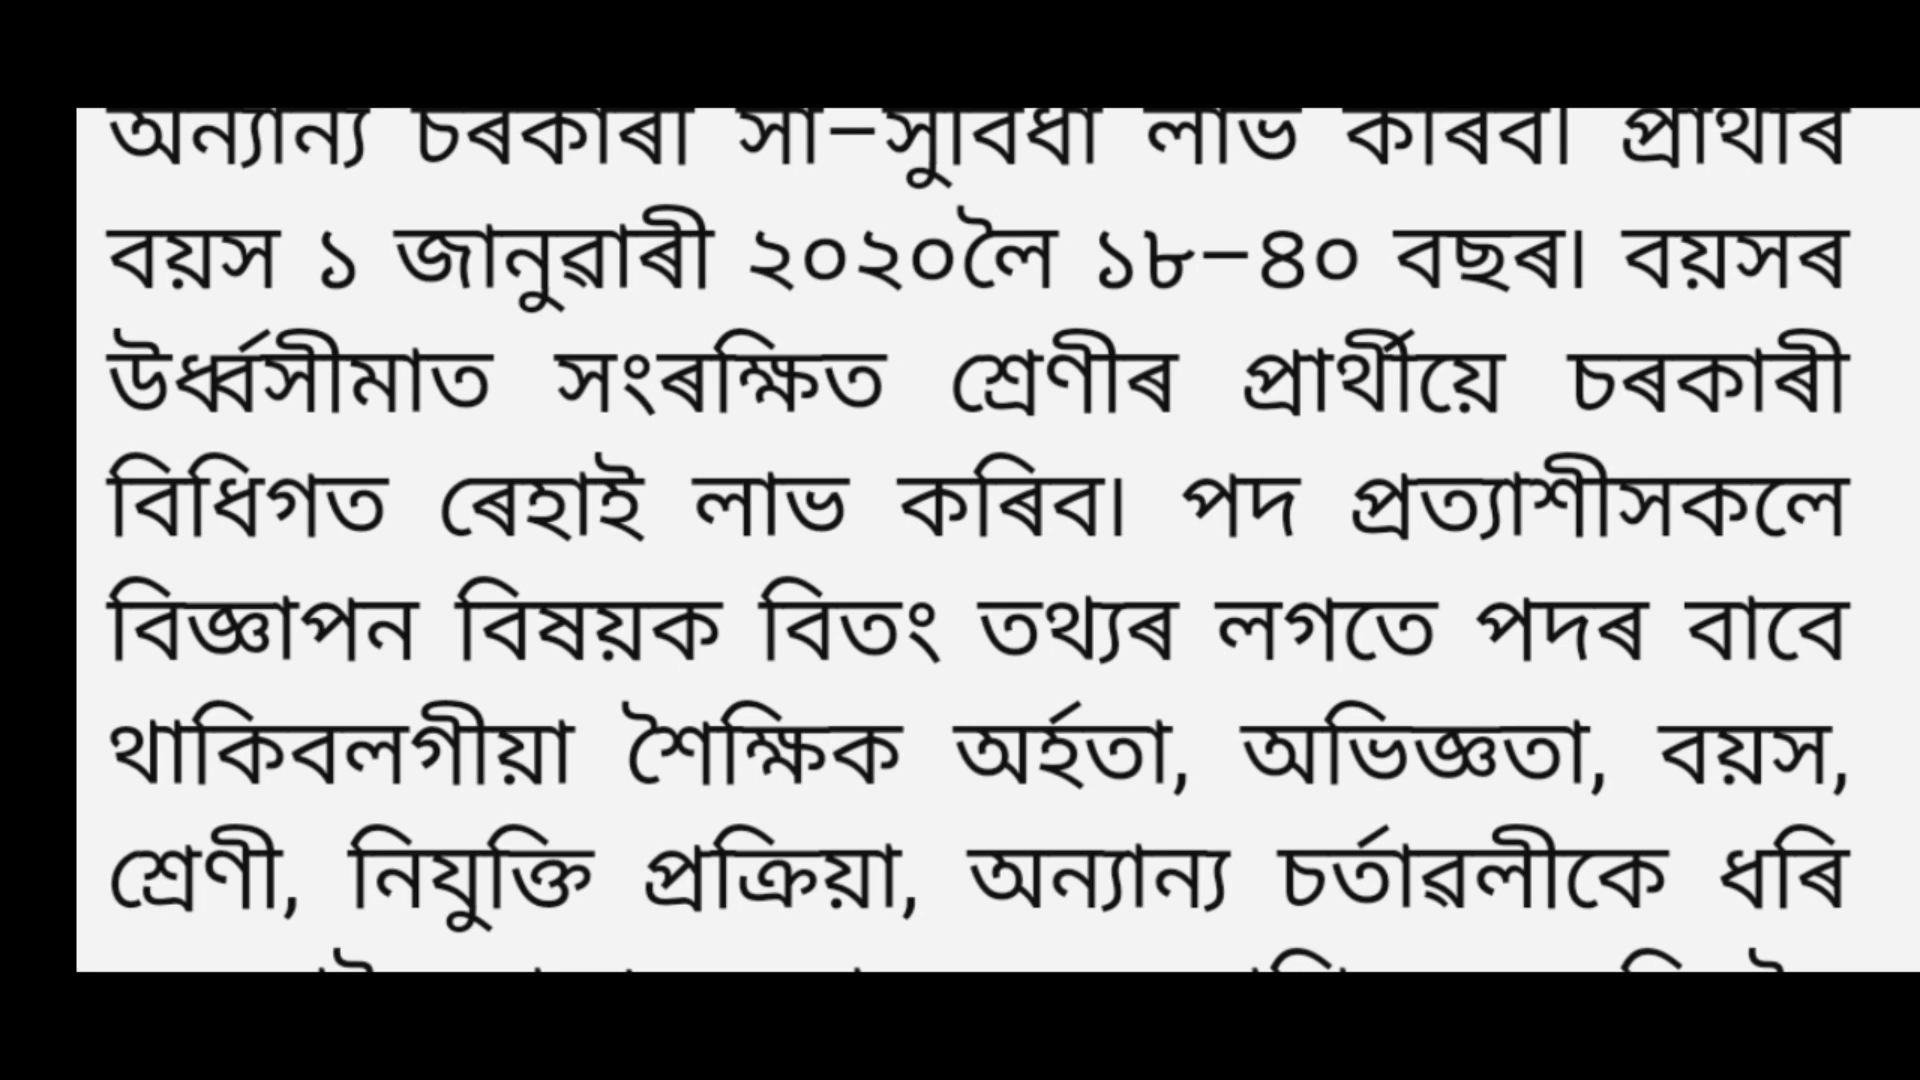 অন্যান্য চৰকাৰী সা-সুবিধা লাভ কৰিব। প্ৰাৰ্থীৰ
বয়স ১ জানুৱাৰী ২০২০লৈ ১৮-৪০ বছৰ। বয়সৰ
উৰ্ধ্বসীমাত সংৰক্ষিত শ্ৰেণীৰ প্ৰাৰ্থীয়ে চৰকাৰী
বিধিগত ৰেহাই লাভ কৰিব। পদ প্ৰত্যাশীসকলে
বিজ্ঞাপন বিষয়ক বিতং তথ্যৰ লগতে পদৰ বাবে
থাকিবলগীয়া শৈক্ষিক অৰ্হতা, অভিজ্ঞতা, বয়স,
শ্ৰেণী, নিযুক্তি প্ৰক্ৰিয়া, অন্যান্য চৰ্তাৱলীকে ধৰি